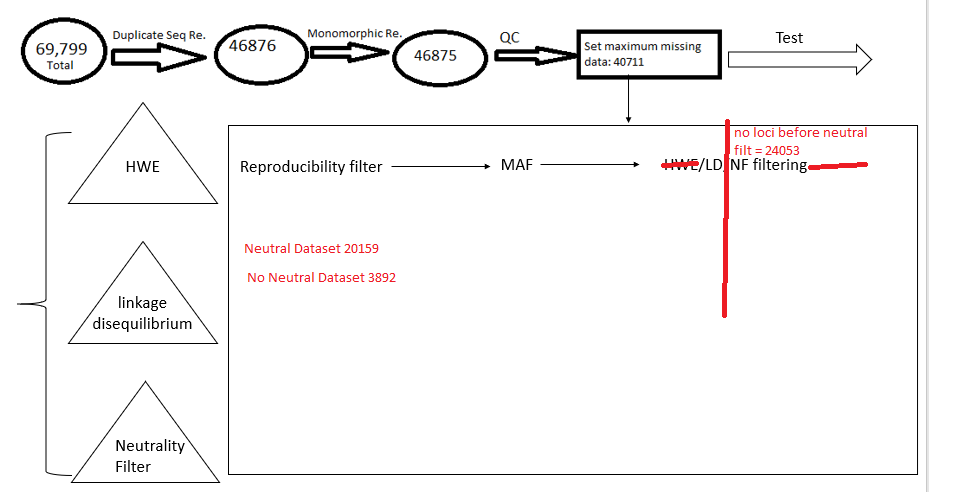 69,799
Total
Duplicate Seq Re.
46876
Monomorphic Re.
46875
QC
Set maximum missing
data: 40711
Test
HWE
linkage
disequilibrium
Neutrality
Filter
Reproducibility filter
MAF
HWE/LD/NF filtering
no loci before neutral
filt = 24053
Neutral Dataset 20159
No Neutral Dataset 3892